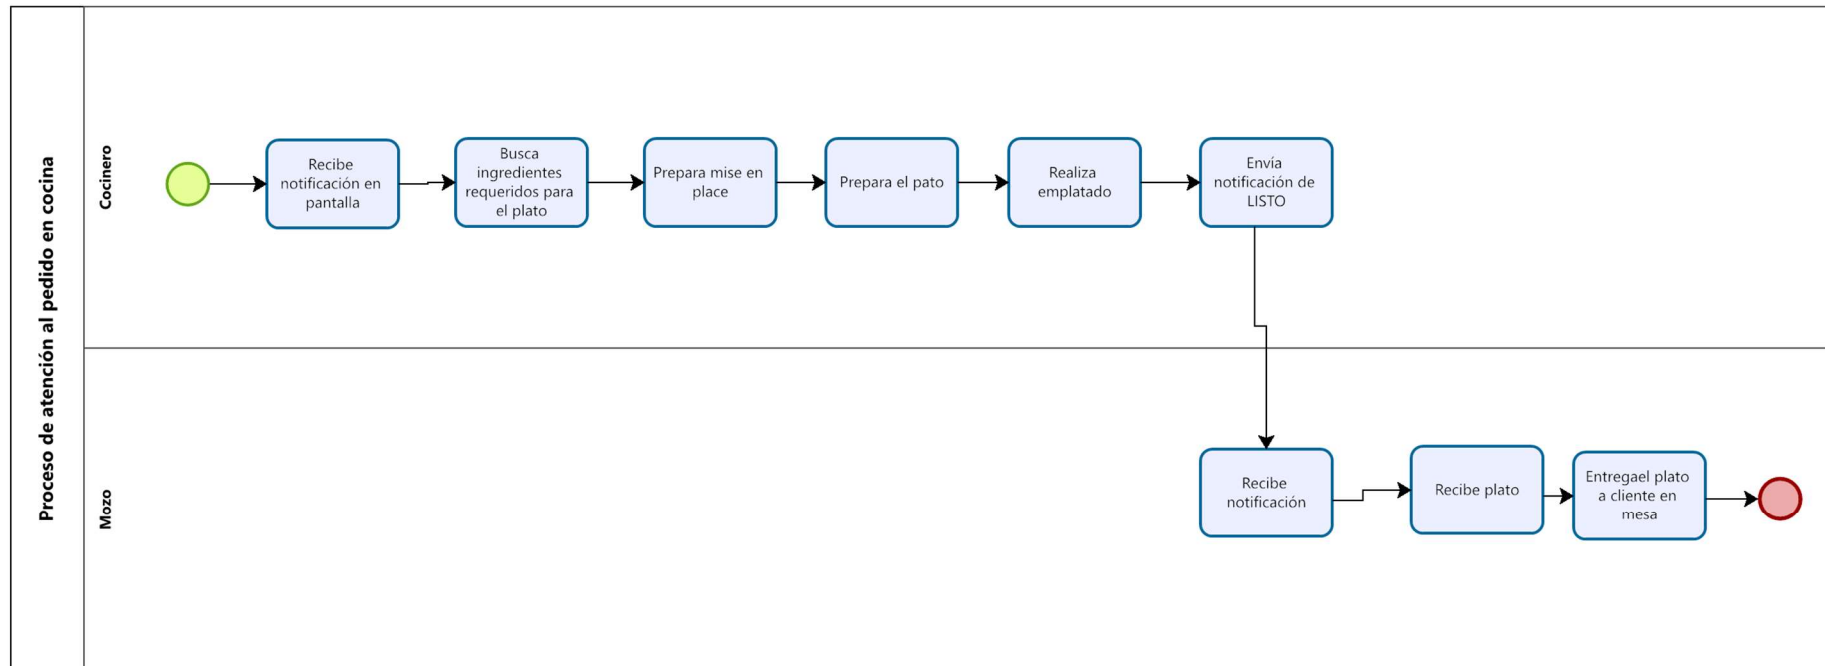 Proceso de atención al pedido en cocina
Cocinero
Recibe
notificación en
pantalla
Busca
ingredientes
requeridos para
el plato
Prepara mise en
place
Prepara el pato
Realiza
emplatado
Envía
notificación de
LISTO
Mozo
Recibe
notificación
Recibe plato
Entregael plato
a cliente en
mesa